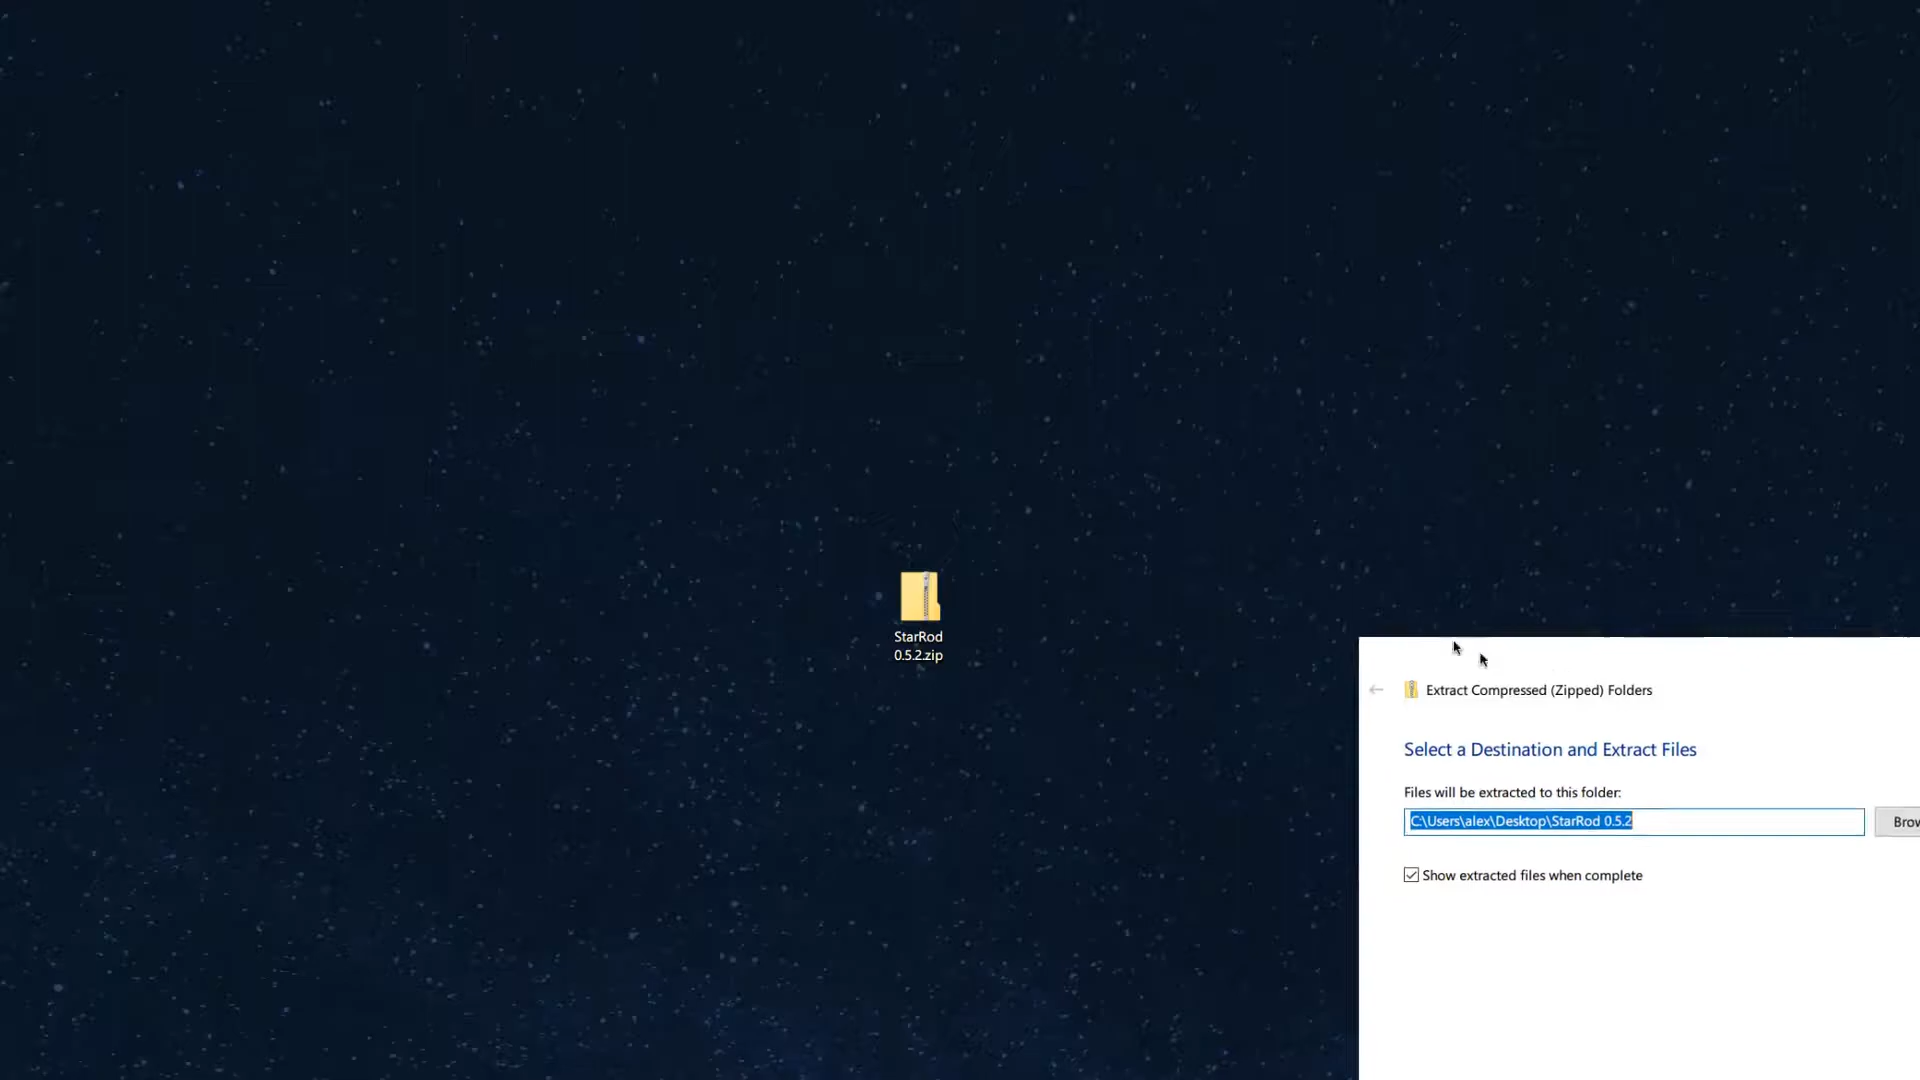 StarRod
0.5.2.zip
Extract Compressed (Zipped) Folders
Select a Destination and Extract Files
Files will be extracted to this folder:
C:\Users\alex\Desktop\StarRod 0.5.2
Brow
Show extracted files when complete